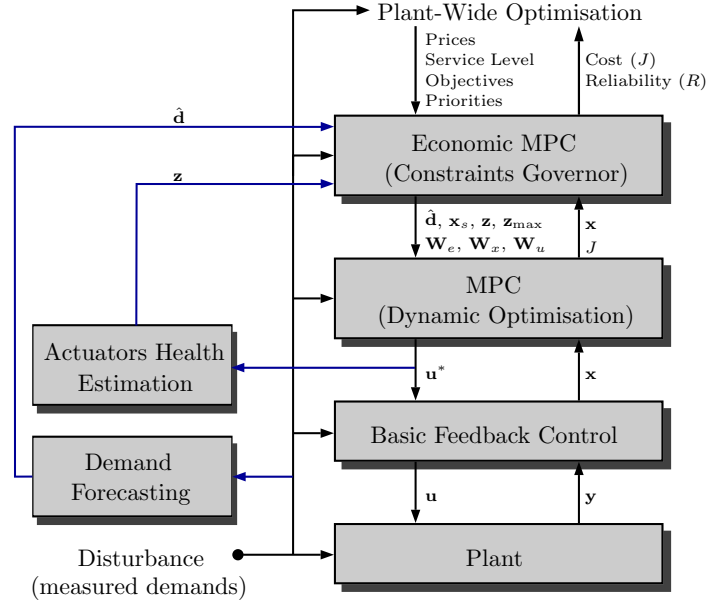 Plant-Wide Optimisation
Prices
Service Level
Objectives
Priorities
Cost (J)
Reliability (R)
d̂
Economic MPC
(Constraints Governor)
z
d̂, xₛ, z, zₘₐₓ
Wₑ, Wₓ, Wᵤ
x
J
MPC
(Dynamic Optimisation)
Actuators Health
Estimation
u*
x
Basic Feedback Control
Demand
Forecasting
u
y
Disturbance
(measured demands)
Plant